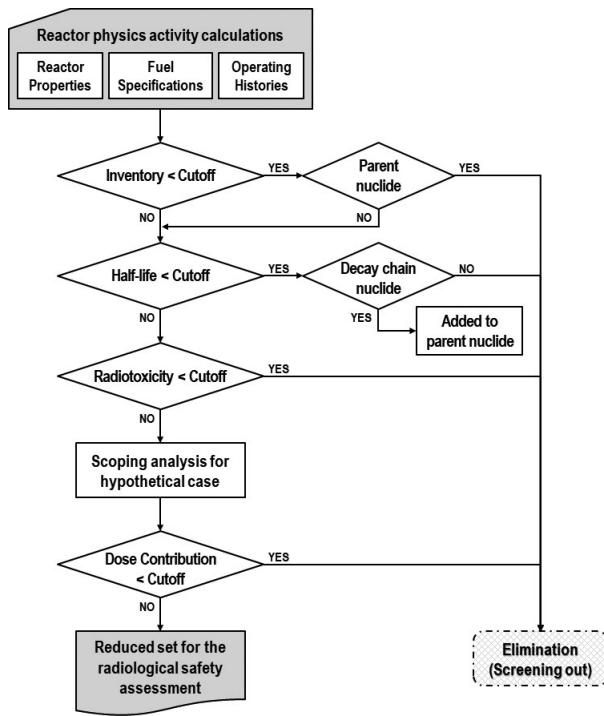 Reactor physics activity calculations
Reactor
Properties
Fuel
Specifications
Operating
Histories
Inventory < Cutoff
YES
Parent
nuclide
YES
NO
NO
Half-life < Cutoff
YES
Decay chain
nuclide
NO
YES
NO
Added to
parent nuclide
Radiotoxicity < Cutoff
YES
NO
Scoping analysis for
hypothetical case
Dose Contribution
< Cutoff
YES
NO
Reduced set for the
radiological safety
assessment
Elimination
(Screening out)